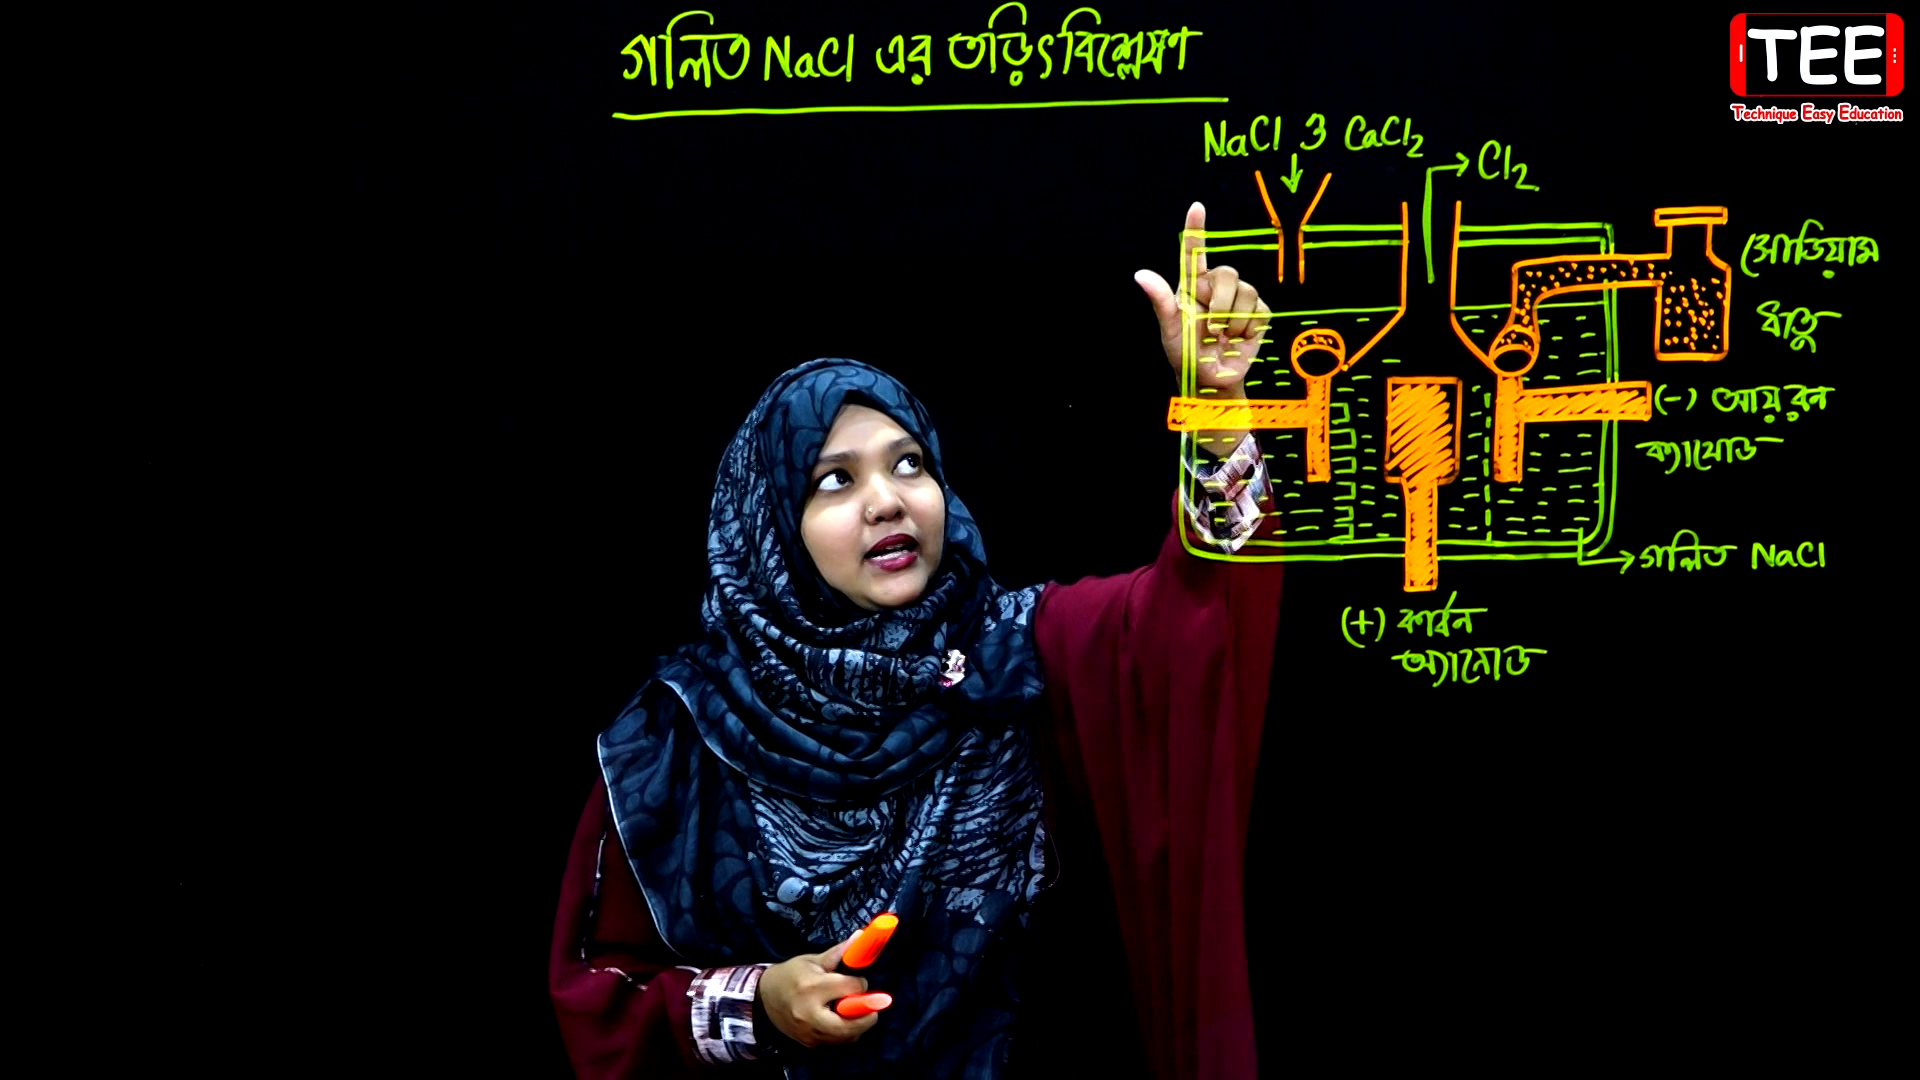 গলিত NaCl এর তড়িৎবিশ্লেষণ
TEE
Technique Easy Education
NaCl ও CaCl₂
Cl₂
সোডিয়াম
ধাতু
(-) আয়রন
ক্যাথোড
গলিত NaCl
(+) কার্বন
অ্যানোড